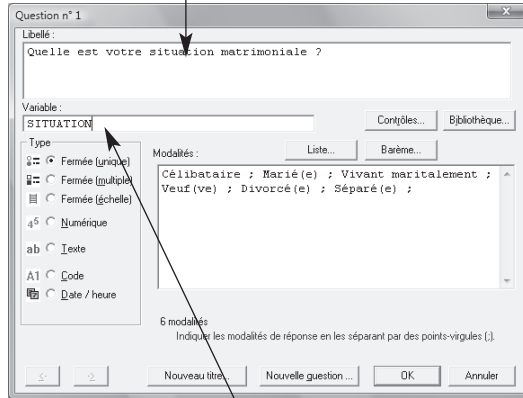 Question n° 1
Libellé :
Quelle est votre situation matrimoniale ?
Variable :
SITUATION
Contrôles...
Bibliothèque...
Type
Fermée (unique)
Fermée (multiple)
Fermée (échelle)
Numérique
Texte
Code
Date / heure
Modalités :
Liste...
Barème...
Célibataire ; Marié(e) ; Vivant maritalement ;
Veuf(ve) ; Divorcé(e) ; Séparé(e) ;
6 modalités
Indiquer les modalités de réponse en les séparant par des points-virgules (;).
Nouveau titre...
Nouvelle question ...
OK
Annuler